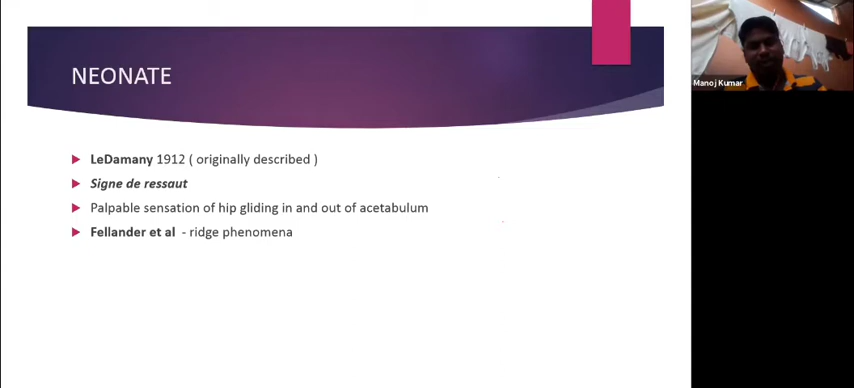 NEONATE
LeDamany 1912 ( originally described )
Signe de ressaut
Palpable sensation of hip gliding in and out of acetabulum
Fellander et al - ridge phenomena
Manoj Kumar